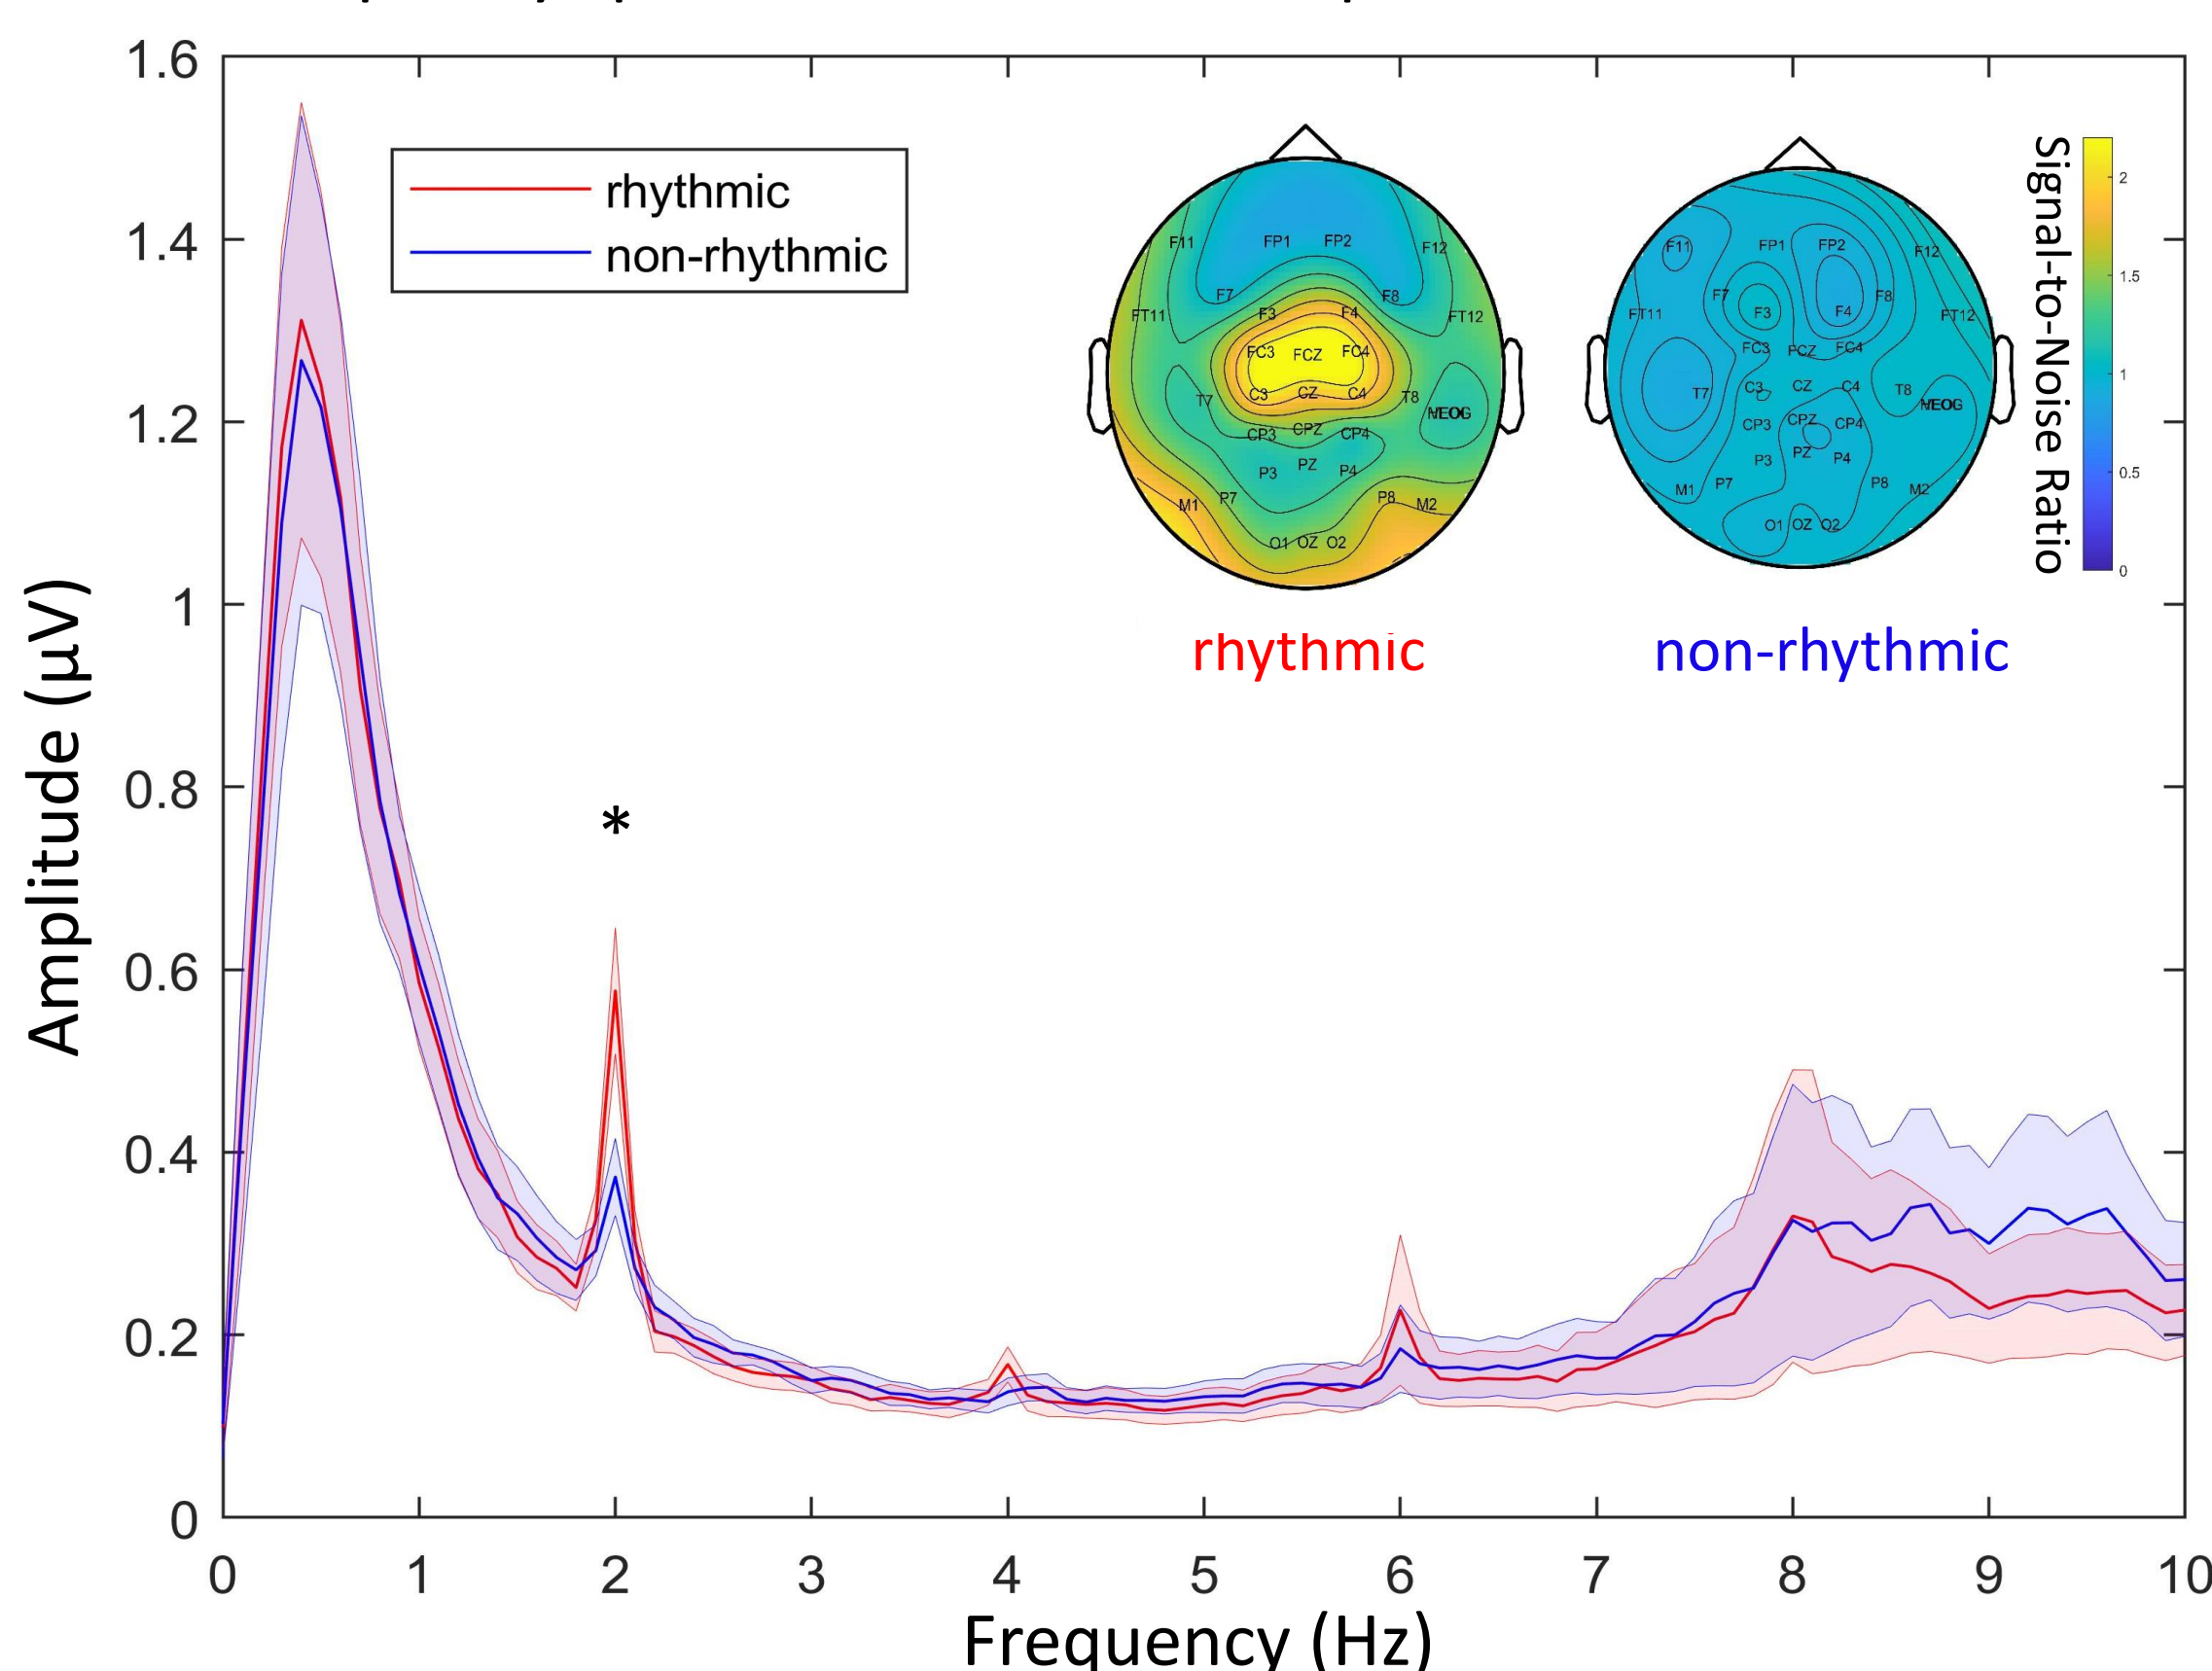 1.6
1.4
1.2
1
0.8
0.6
0.4
0.2
0
Amplitude (µV)
rhythmic
non-rhythmic
*
F11 FP1 FP2 F12
F7 F8
FT11 F3 F4 FT12
FC3 FCZ FC4
C3 CZ C4
T7 T8
CP3 CPZ CP4
P3 PZ P4
M1 P7 P8 M2
O1 OZ O2
rhythmic
F11 FP1 FP2 F12
F7 F8
FT11 F3 F4 FT12
FC3 FCZ FC4
T7 C3 CZ C4 T8
CP3 CPZ CP4
P3 PZ P4
M1 P7 P8 M2
O1 OZ O2
non-rhythmic
Signal-to-Noise Ratio
2
1.5
1
0.5
0
0 1 2 3 4 5 6 7 8 9 10
Frequency (Hz)